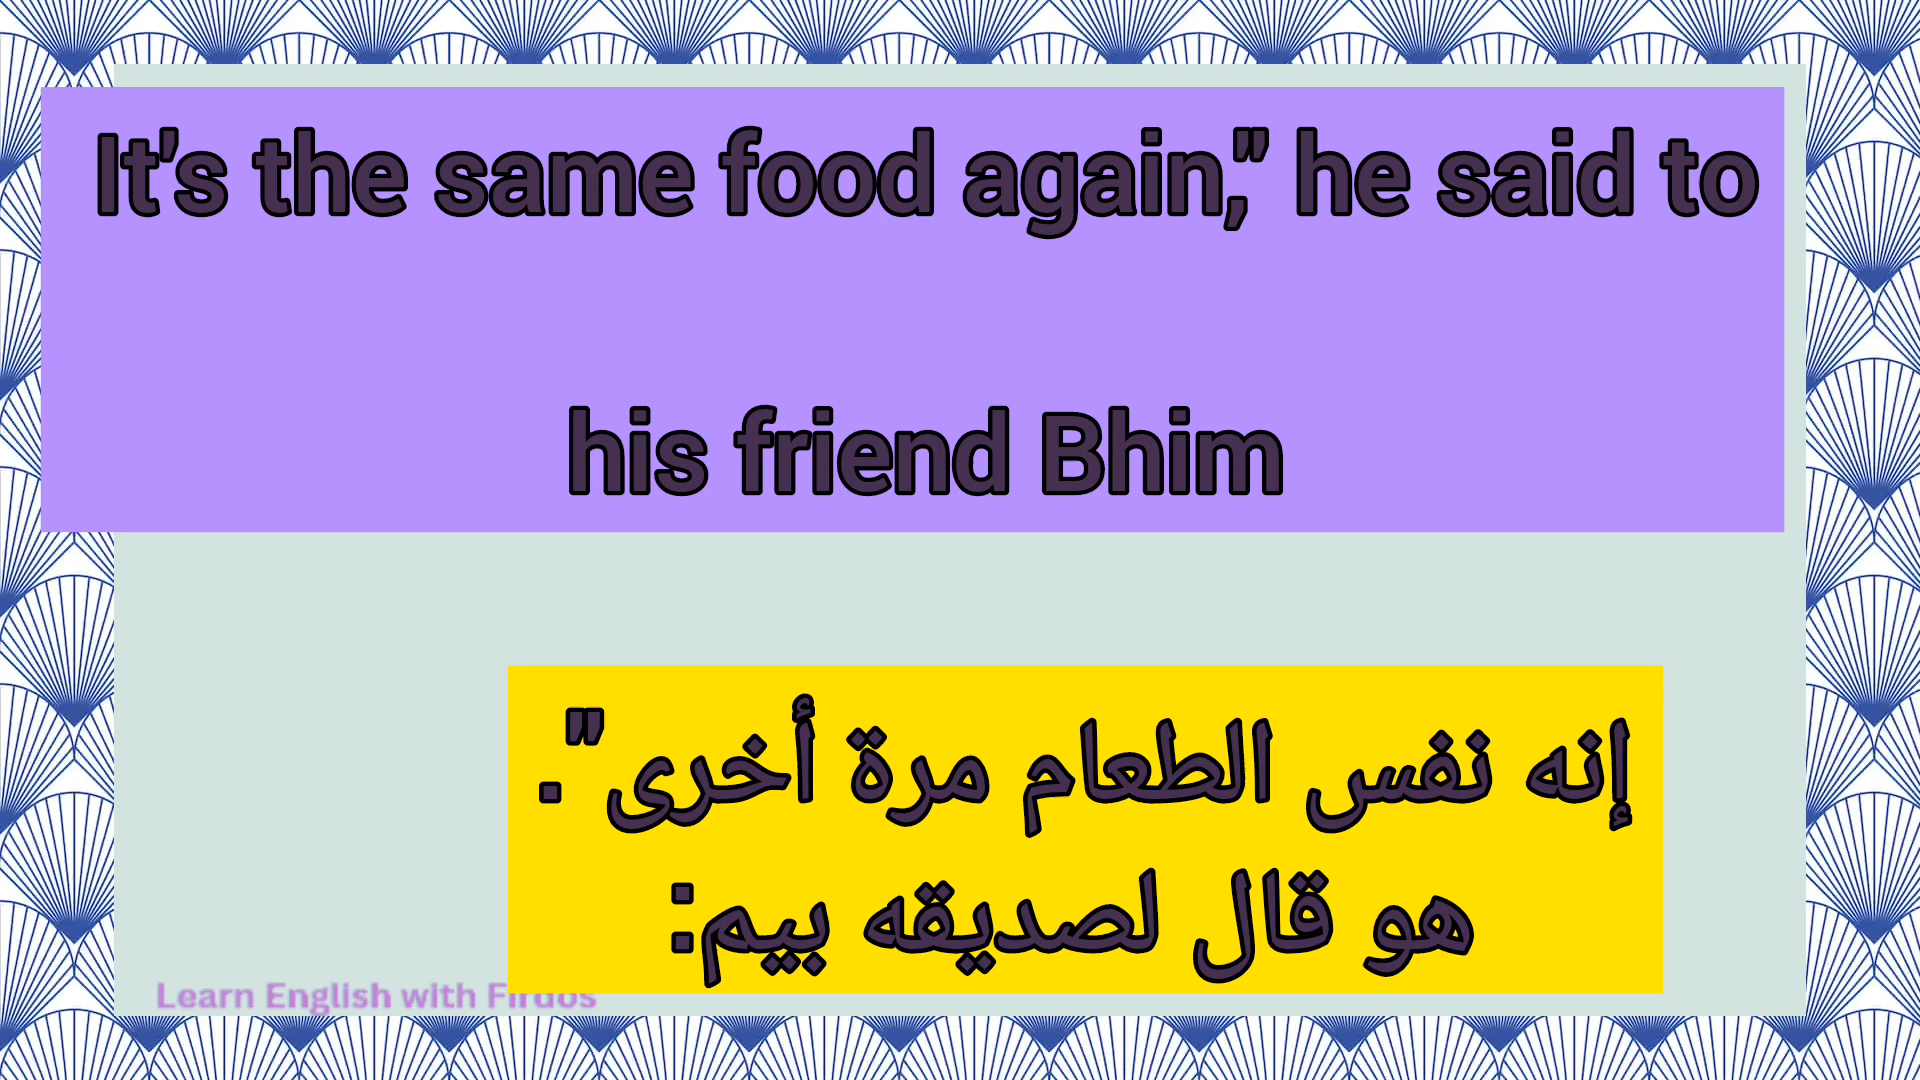 It's the same food again," he said to
his friend Bhim
إنه نفس الطعام مرة أخرى".
هو قال لصديقه بيم:
Learn English with Firdos